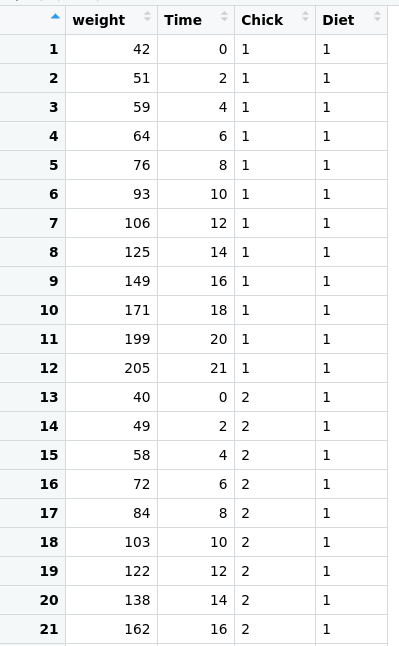 weight Time Chick Diet
1 42 0 1 1
2 51 2 1 1
3 59 4 1 1
4 64 6 1 1
5 76 8 1 1
6 93 10 1 1
7 106 12 1 1
8 125 14 1 1
9 149 16 1 1
10 171 18 1 1
11 199 20 1 1
12 205 21 1 1
13 40 0 2 1
14 49 2 2 1
15 58 4 2 1
16 72 6 2 1
17 84 8 2 1
18 103 10 2 1
19 122 12 2 1
20 138 14 2 1
21 162 16 2 1